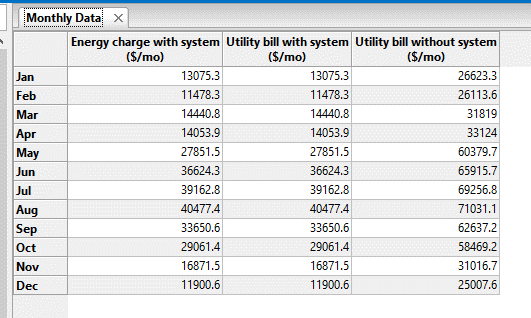 Monthly Data
Energy charge with system Utility bill with system Utility bill without system
($/mo) ($/mo) ($/mo)
Jan 13075.3 13075.3 26623.3
Feb 11478.3 11478.3 26113.6
Mar 14440.8 14440.8 31819
Apr 14053.9 14053.9 33124
May 27851.5 27851.5 60379.7
Jun 36624.3 36624.3 65915.7
Jul 39162.8 39162.8 69256.8
Aug 40477.4 40477.4 71031.1
Sep 33650.6 33650.6 62637.2
Oct 29061.4 29061.4 58469.2
Nov 16871.5 16871.5 31016.7
Dec 11900.6 11900.6 25007.6